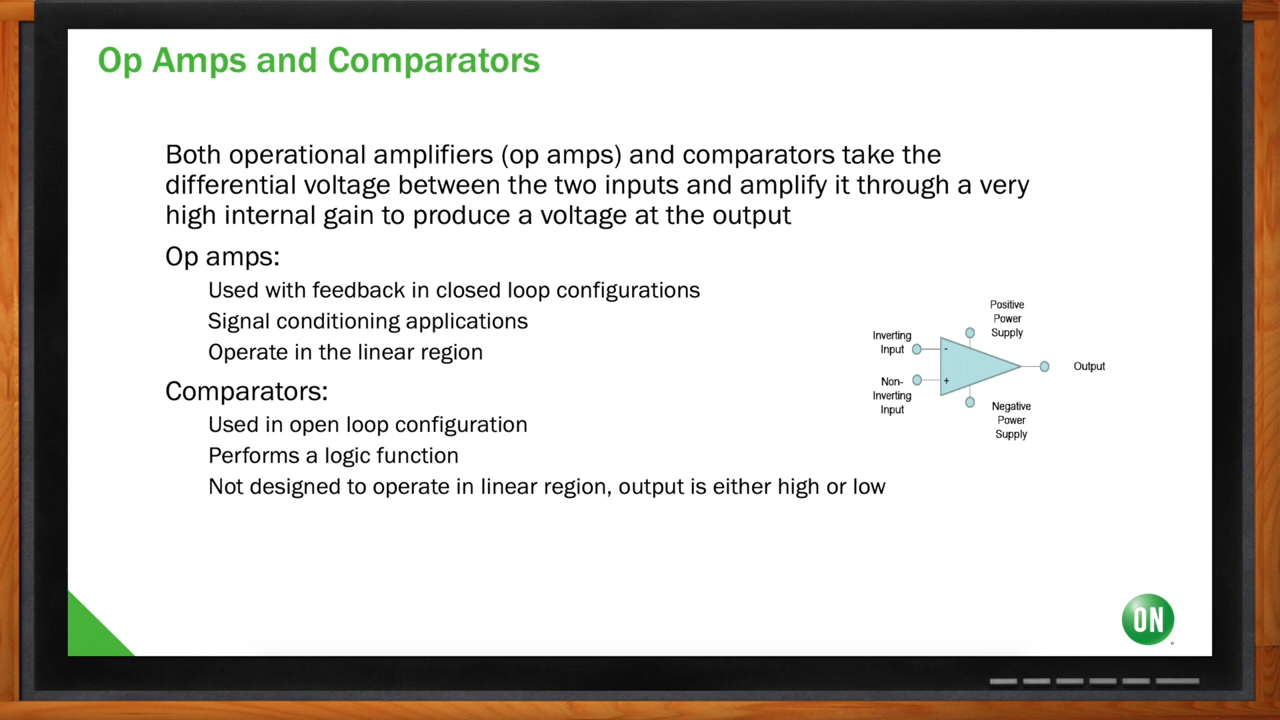 Op Amps and Comparators
Both operational amplifiers (op amps) and comparators take the
differential voltage between the two inputs and amplify it through a very
high internal gain to produce a voltage at the output
Op amps:
Used with feedback in closed loop configurations
Signal conditioning applications
Operate in the linear region
Comparators:
Used in open loop configuration
Performs a logic function
Not designed to operate in linear region, output is either high or low
Positive
Power
Supply
Inverting
Input
-
Output
Non-
Inverting
Input
+
Negative
Power
Supply
ON